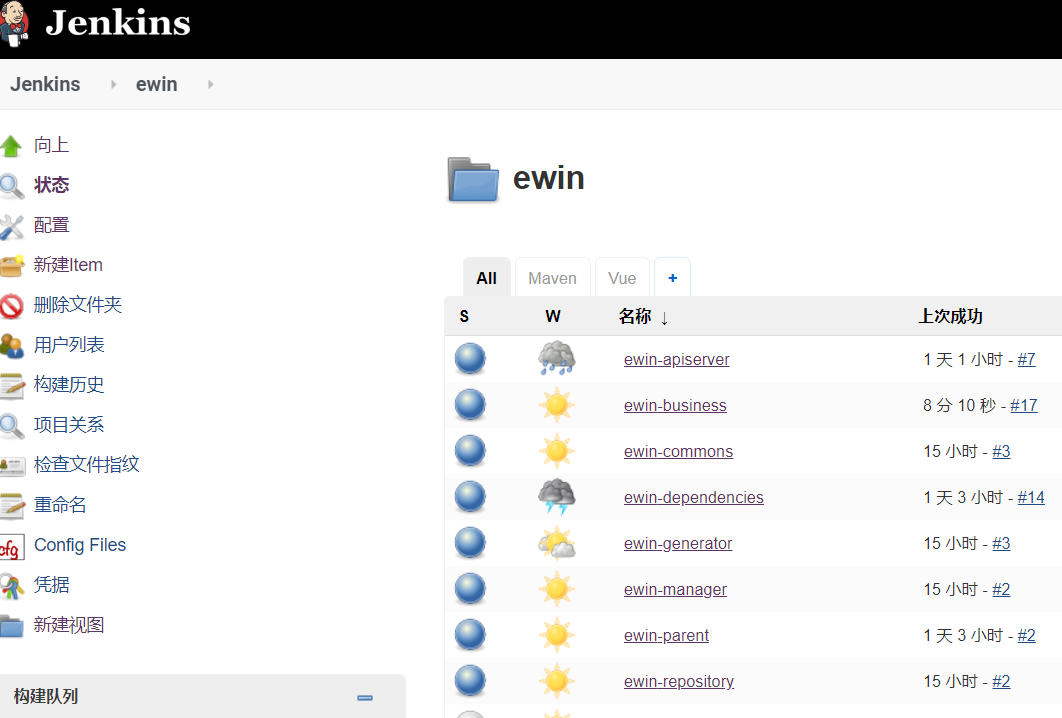 Jenkins
Jenkins ewin
向上
状态
配置
新建Item
删除文件夹
用户列表
构建历史
项目关系
检查文件指纹
重命名
cfg Config Files
凭据
新建视图
构建队列
ewin
All Maven Vue +
S W 名称 ↓ 上次成功
ewin-apiserver 1 天 1 小时 - #7
ewin-business 8 分 10 秒 - #17
ewin-commons 15 小时 - #3
ewin-dependencies 1 天 3 小时 - #14
ewin-generator 15 小时 - #3
ewin-manager 15 小时 - #2
ewin-parent 1 天 3 小时 - #2
ewin-repository 15 小时 - #2